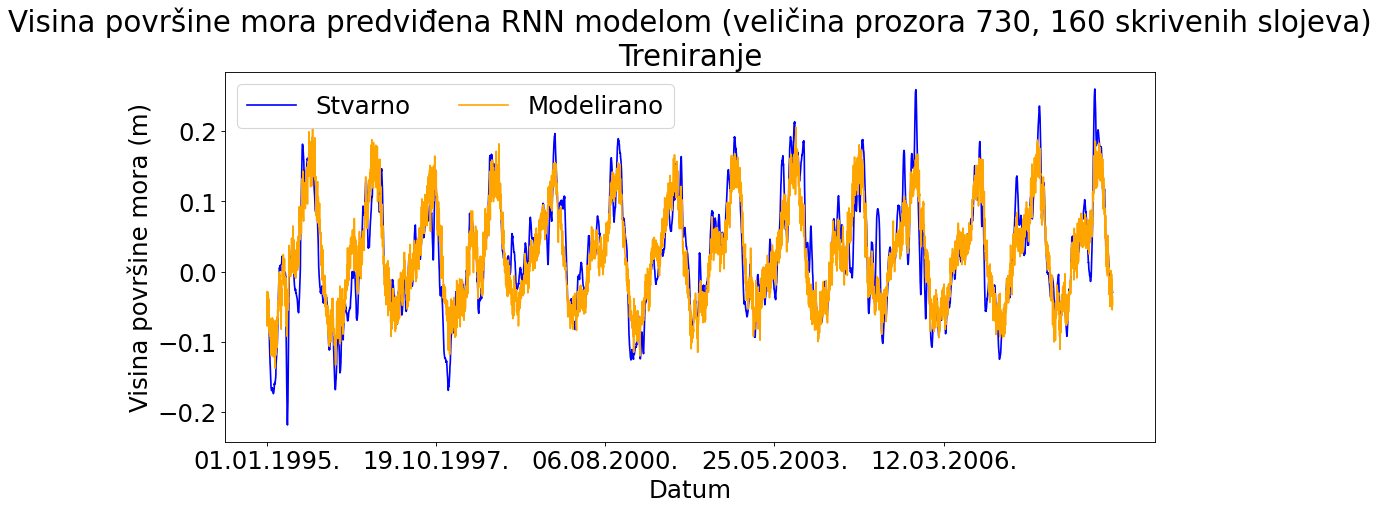 Visina površine mora predviđena RNN modelom (veličina prozora 730, 160 skrivenih slojeva)
Treniranje
Stvarno
Modelirano
Visina površine mora (m)
0.2
0.1
0.0
−0.1
−0.2
01.01.1995.
19.10.1997.
06.08.2000.
25.05.2003.
12.03.2006.
Datum